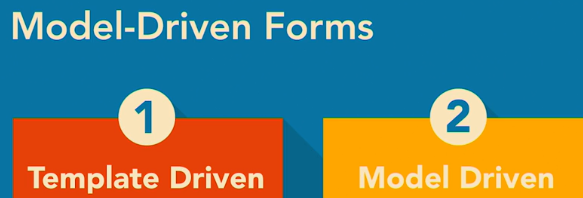 Model-Driven Forms
1
2
Template Driven
Model Driven